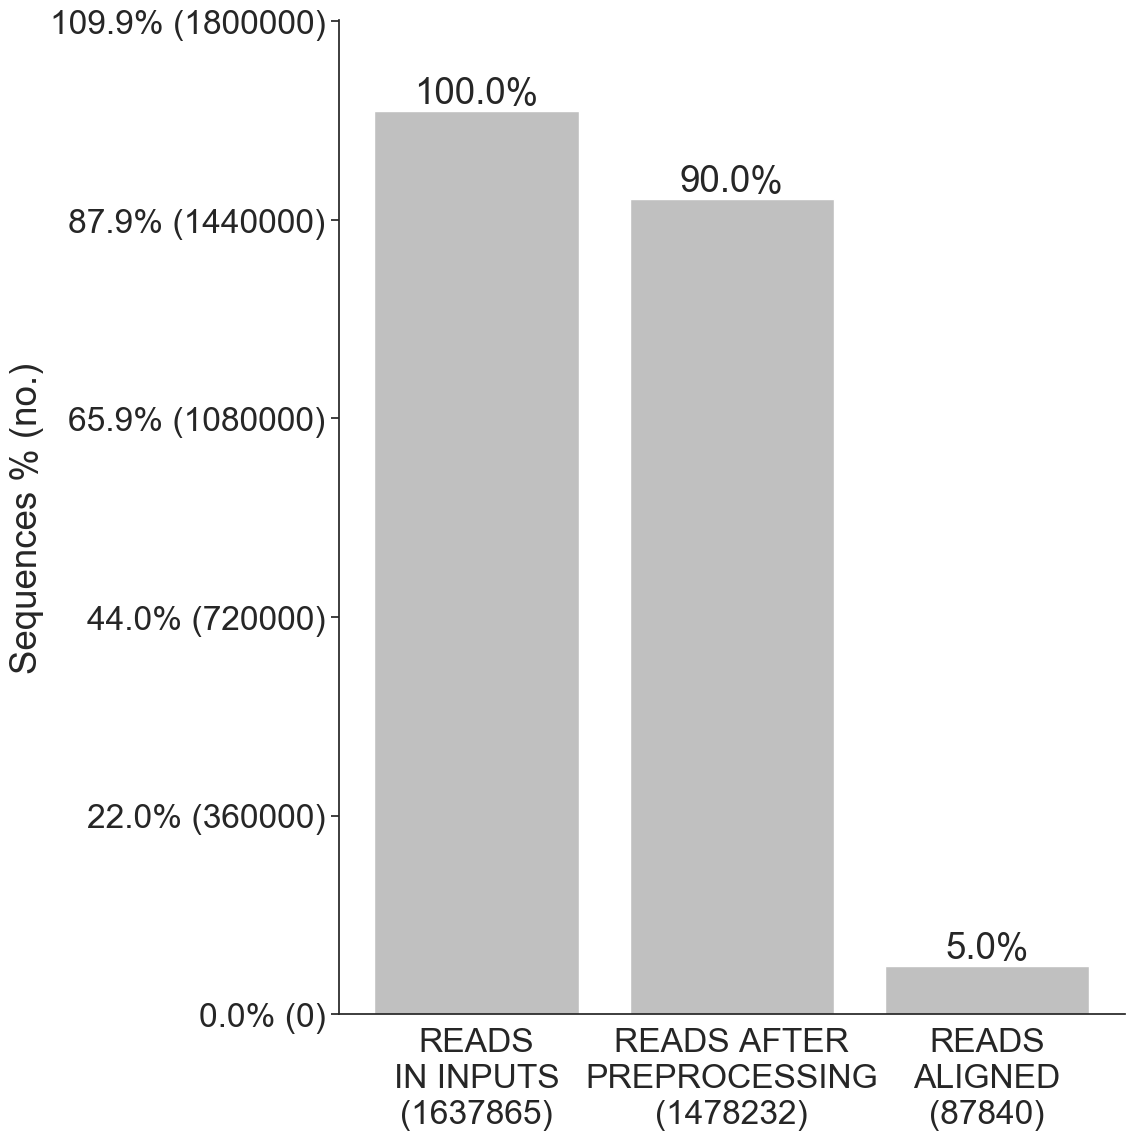 109.9% (1800000)
87.9% (1440000)
65.9% (1080000)
44.0% (720000)
22.0% (360000)
0.0% (0)
Sequences % (no.)
100.0%
90.0%
5.0%
READS
IN INPUTS
(1637865)
READS AFTER
PREPROCESSING
(1478232)
READS
ALIGNED
(87840)